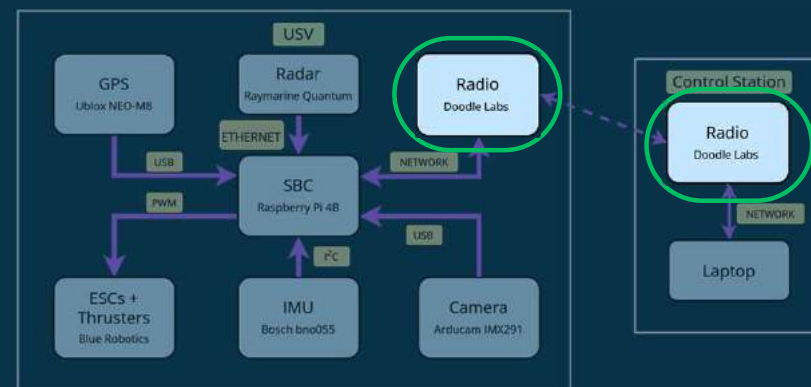 USV
GPS
Ublox NEO-M8
Radar
Raymarine Quantum
Radio
Doodle Labs
ETHERNET
USB
NETWORK
SBC
Raspberry Pi 4B
PWM
USB
I²C
ESCs +
Thrusters
Blue Robotics
IMU
Bosch bno055
Camera
Arducam IMX291
Control Station
Radio
Doodle Labs
NETWORK
Laptop